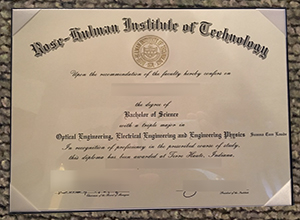 Rose-Hulman Institute of Technology
Upon the recommendation of the faculty hereby confers on
the degree of
Bachelor of Science
with a triple major in
Optical Engineering, Electrical Engineering and Engineering Physics
In recognition of proficiency in the prescribed course of study,
this diploma has been awarded at Terre Haute, Indiana.